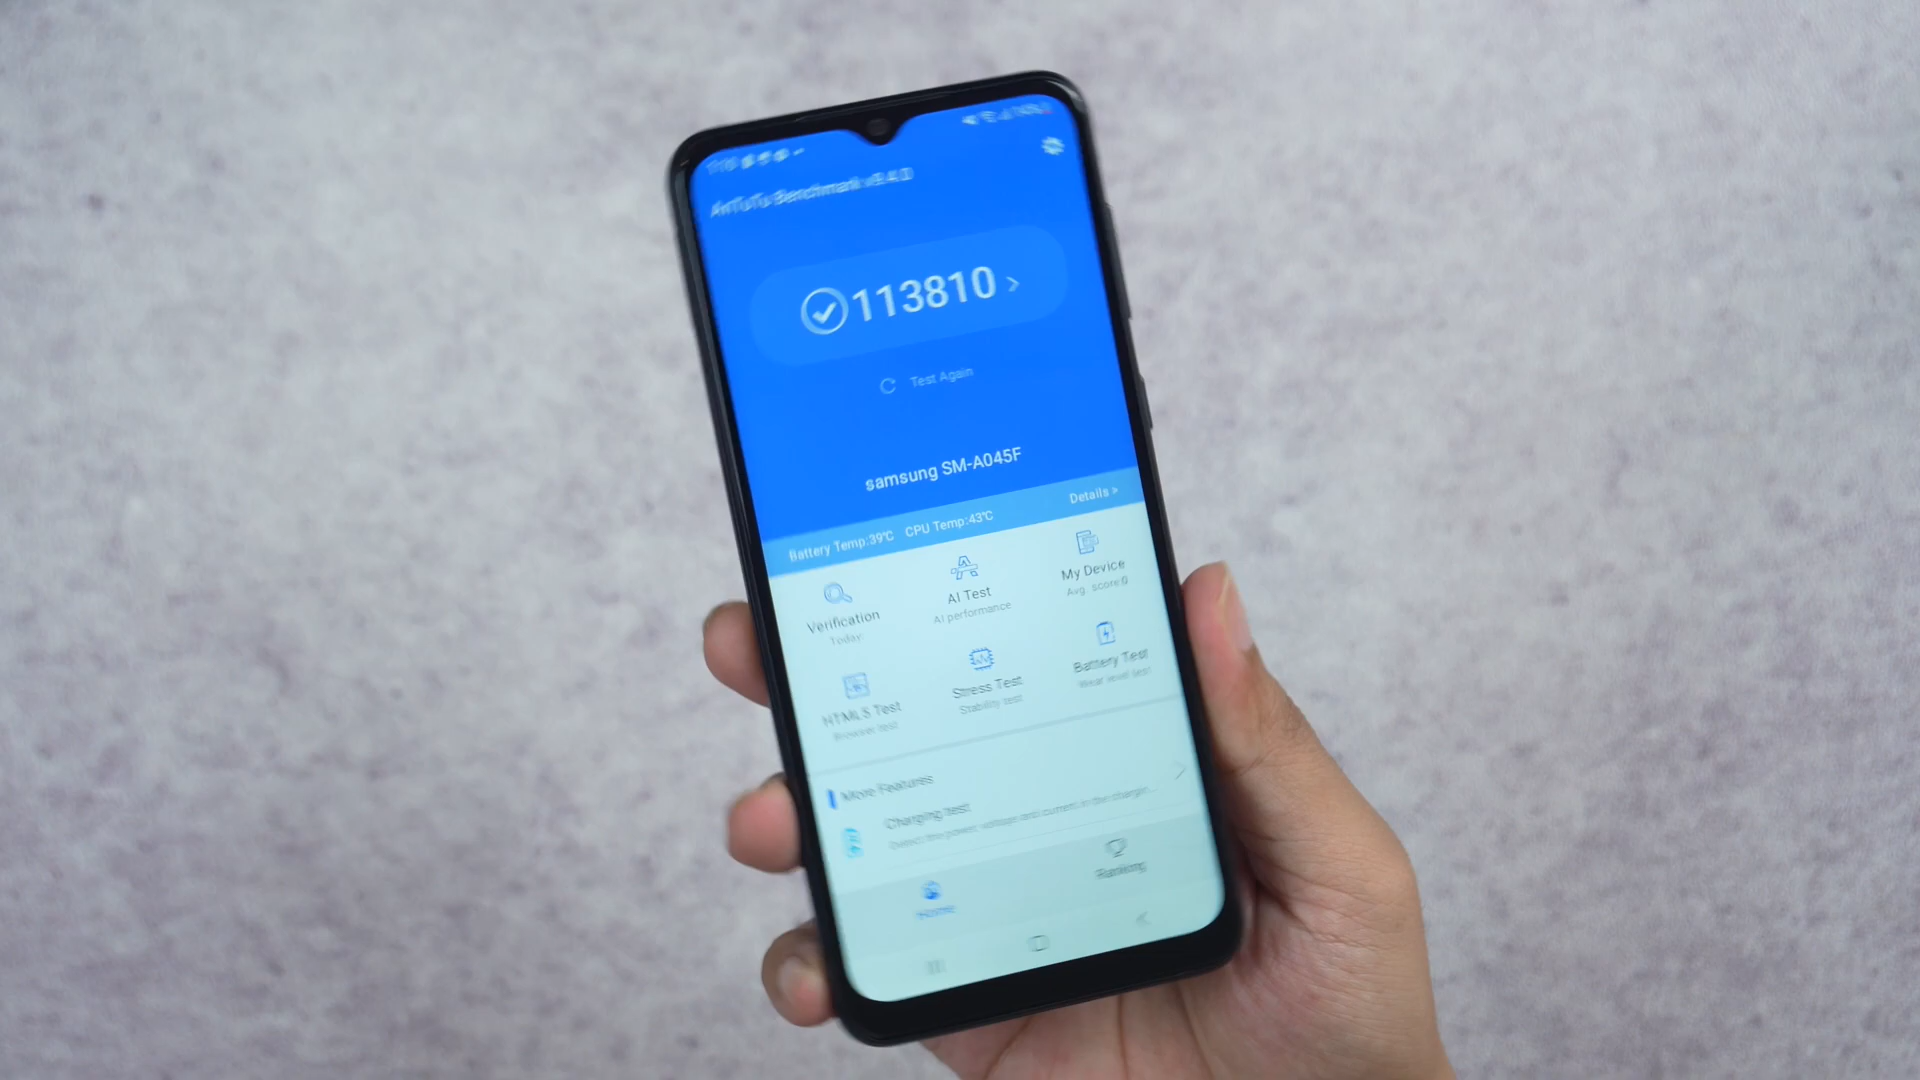 AnTuTu Benchmark v9.4.0
113810
Test Again
samsung SM-A045F
Battery Temp:39℃ CPU Temp:43℃ Details >
Verification
Today:
AI Test
AI performance
My Device
Avg. score:0
HTML5 Test
Browser test
Stress Test
Stability test
Battery Test
Wear level test
More Features
Charging test
Detect the power, voltage and current in the chargin...
Home
Ranking